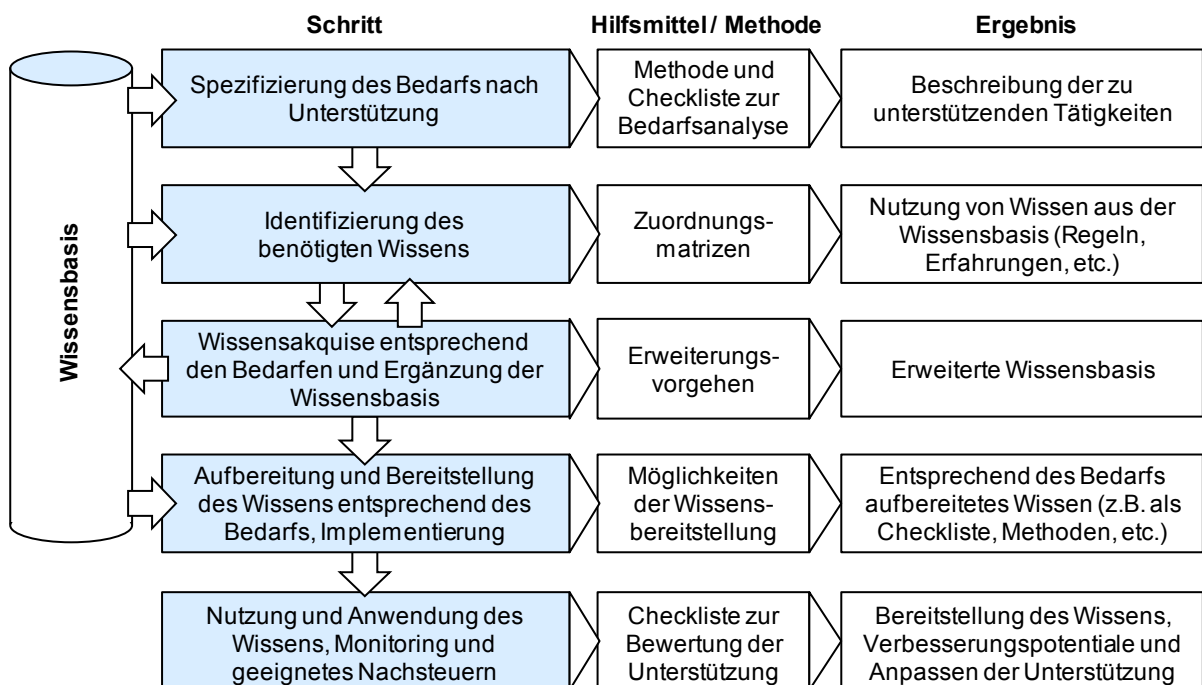 Schritt
Hilfsmittel / Methode
Ergebnis
Wissensbasis
Spezifizierung des Bedarfs nach
Unterstützung
Methode und
Checkliste zur
Bedarfsanalyse
Beschreibung der zu
unterstützenden Tätigkeiten
Identifizierung des
benötigten Wissens
Zuordnungs-
matrizen
Nutzung von Wissen aus der
Wissensbasis (Regeln,
Erfahrungen, etc.)
Wissensakquise entsprechend
den Bedarfen und Ergänzung der
Wissensbasis
Erweiterungs-
vorgehen
Erweiterte Wissensbasis
Aufbereitung und Bereitstellung
des Wissens entsprechend des
Bedarfs, Implementierung
Möglichkeiten
der Wissens-
bereitstellung
Entsprechend des Bedarfs
aufbereitetes Wissen (z.B. als
Checkliste, Methoden, etc.)
Nutzung und Anwendung des
Wissens, Monitoring und
geeignetes Nachsteuern
Checkliste zur
Bewertung der
Unterstützung
Bereitstellung des Wissens,
Verbesserungspotentiale und
Anpassen der Unterstützung